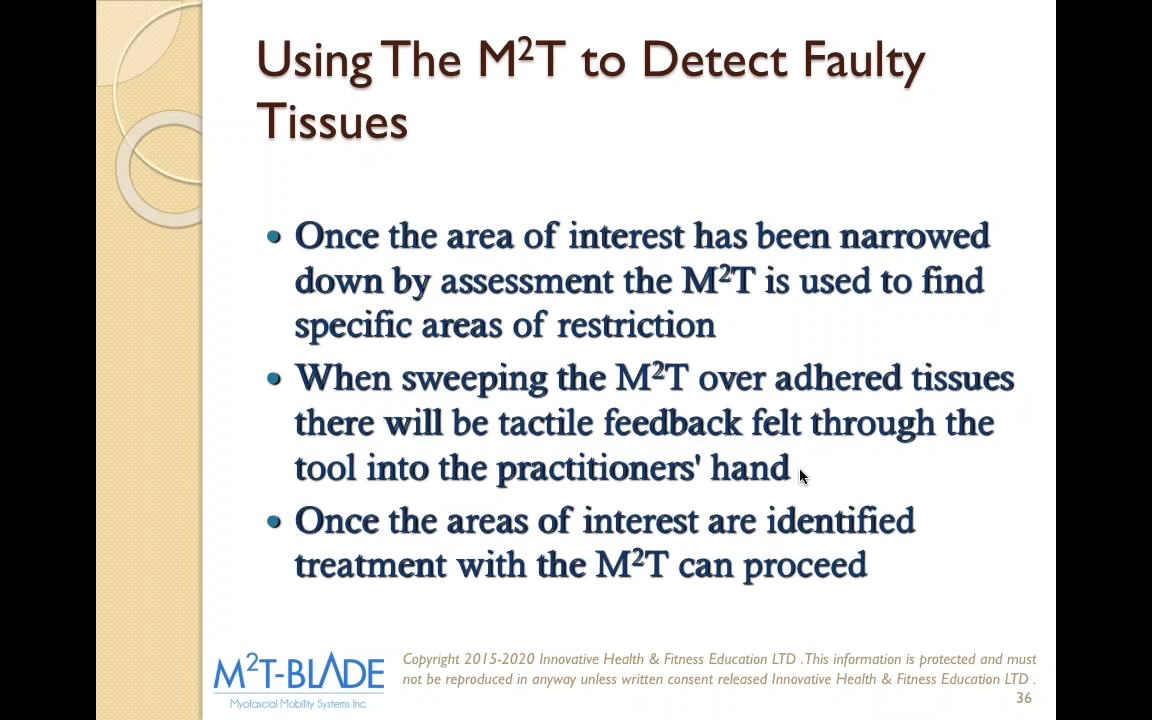 Using The M²T to Detect Faulty
Tissues
• Once the area of interest has been narrowed
down by assessment the M²T is used to find
specific areas of restriction
• When sweeping the M²T over adhered tissues
there will be tactile feedback felt through the
tool into the practitioners' hand
• Once the areas of interest are identified
treatment with the M²T can proceed
M²T-BLADE
Myofascial Mobility Systems Inc.
Copyright 2015-2020 Innovative Health & Fitness Education LTD .This information is protected and must
not be reproduced in anyway unless written consent released Innovative Health & Fitness Education LTD .
36